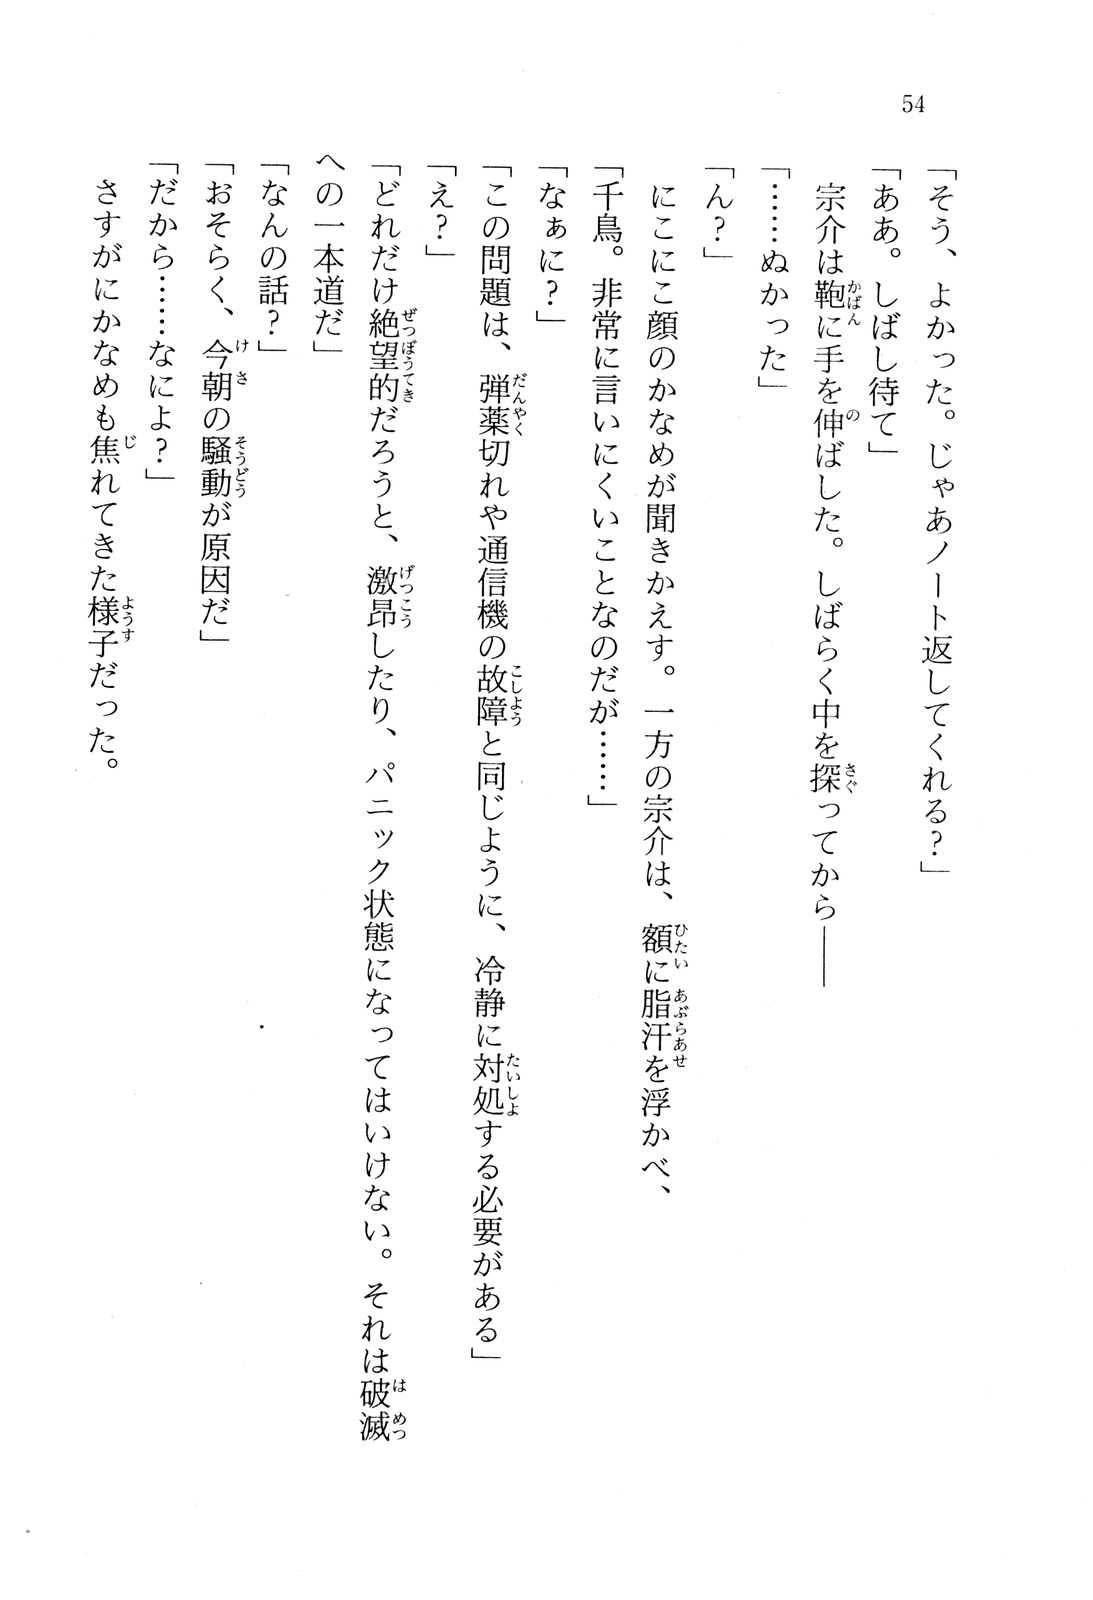 54
「そう、よかった。じゃあノート返してくれる？」
「ああ。しばし待て」
宗介は鞄に手を伸ばした。しばらく中を探ってから――
「……ぬかった」
「ん？」
にこにこ顔のかなめが聞きかえす。一方の宗介は、額に脂汗を浮かべ、
「千鳥。非常に言いにくいことなのだが……」
「なぁに？」
「この問題は、弾薬切れや通信機の故障と同じように、冷静に対処する必要がある」
「え？」
「どれだけ絶望的だろうと、激昂したり、パニック状態になってはいけない。それは破滅
への一本道だ」
「なんの話？」
「おそらく、今朝の騒動が原因だ」
「だから……なによ？」
さすがにかなめも焦れてきた様子だった。